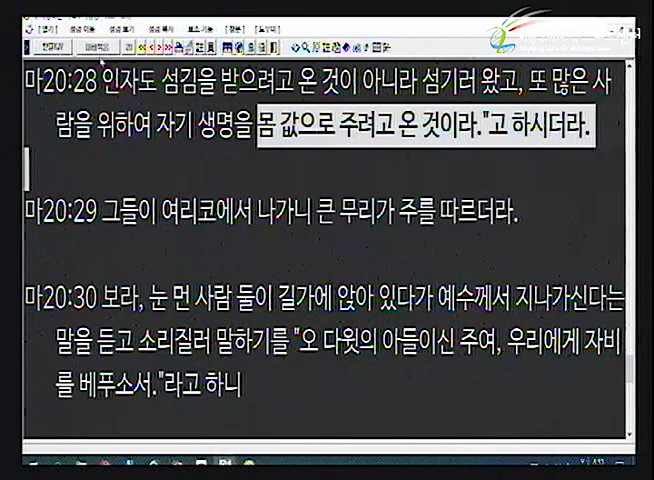 마20:28 인자도 섬김을 받으려고 온 것이 아니라 섬기러 왔고, 또 많은 사
람을 위하여 자기 생명을 몸 값으로 주려고 온 것이라."고 하시더라.
마20:29 그들이 여리코에서 나가니 큰 무리가 주를 따르더라.
마20:30 보라, 눈 먼 사람 둘이 길가에 앉아 있다가 예수께서 지나가신다는
말을 듣고 소리질러 말하기를 "오 다윗의 아들이신 주여, 우리에게 자비
를 베푸소서."라고 하니